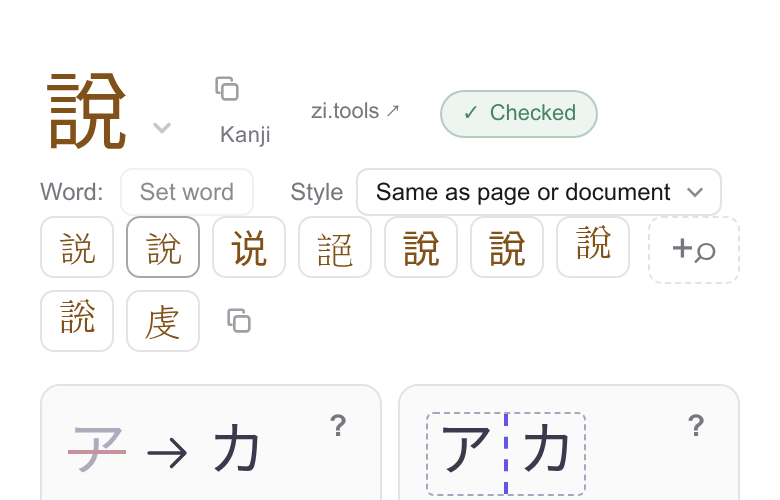 說
Kanji
zi.tools ↗
✓ Checked
Word: Set word Style Same as page or document
説 說 说 説 說 說 說 +
說 虔
ア → カ ?
ア カ ?